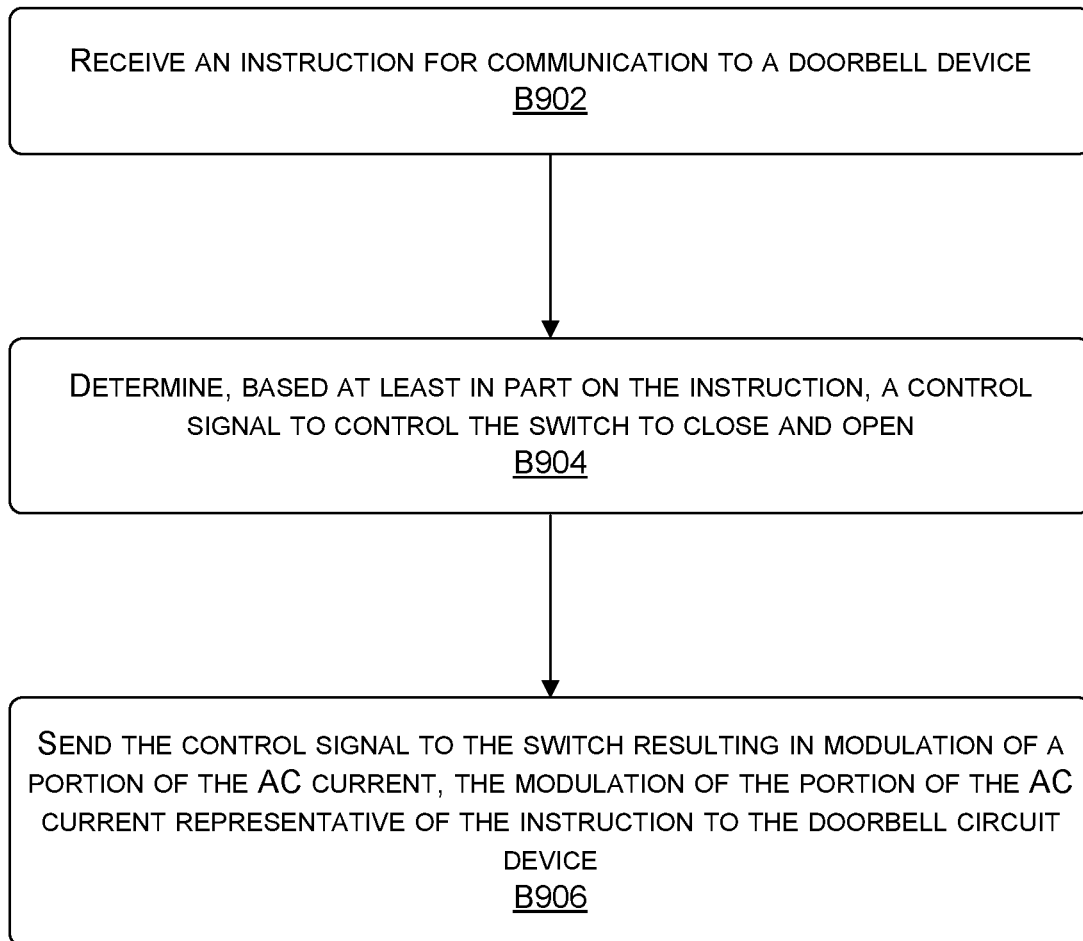 RECEIVE AN INSTRUCTION FOR COMMUNICATION TO A DOORBELL DEVICE
B902
DETERMINE, BASED AT LEAST IN PART ON THE INSTRUCTION, A CONTROL
SIGNAL TO CONTROL THE SWITCH TO CLOSE AND OPEN
B904
SEND THE CONTROL SIGNAL TO THE SWITCH RESULTING IN MODULATION OF A
PORTION OF THE AC CURRENT, THE MODULATION OF THE PORTION OF THE AC
CURRENT REPRESENTATIVE OF THE INSTRUCTION TO THE DOORBELL CIRCUIT
DEVICE
B906